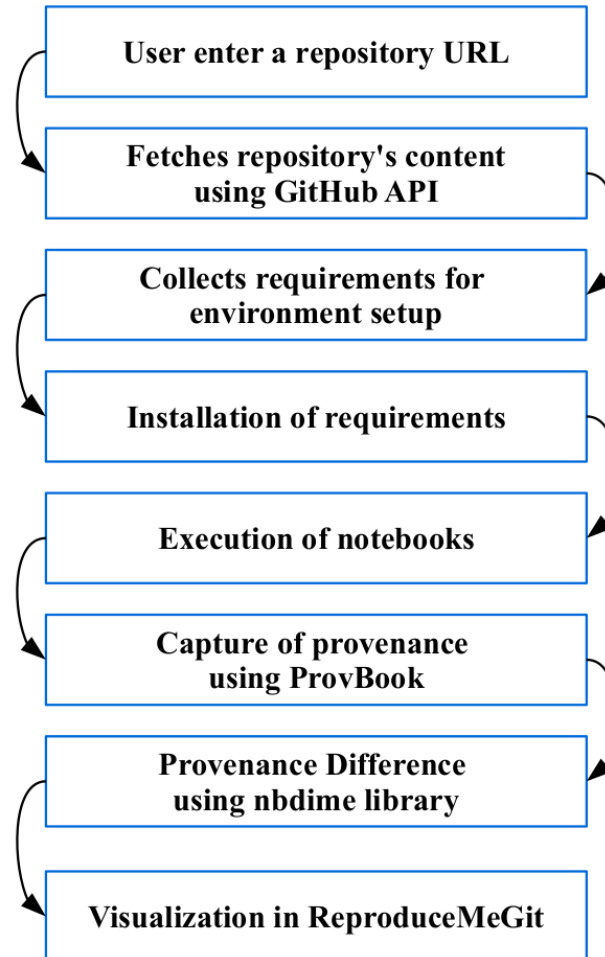 User enter a repository URL
Fetches repository's content
using GitHub API
Collects requirements for
environment setup
Installation of requirements
Execution of notebooks
Capture of provenance
using ProvBook
Provenance Difference
using nbdime library
Visualization in ReproduceMeGit